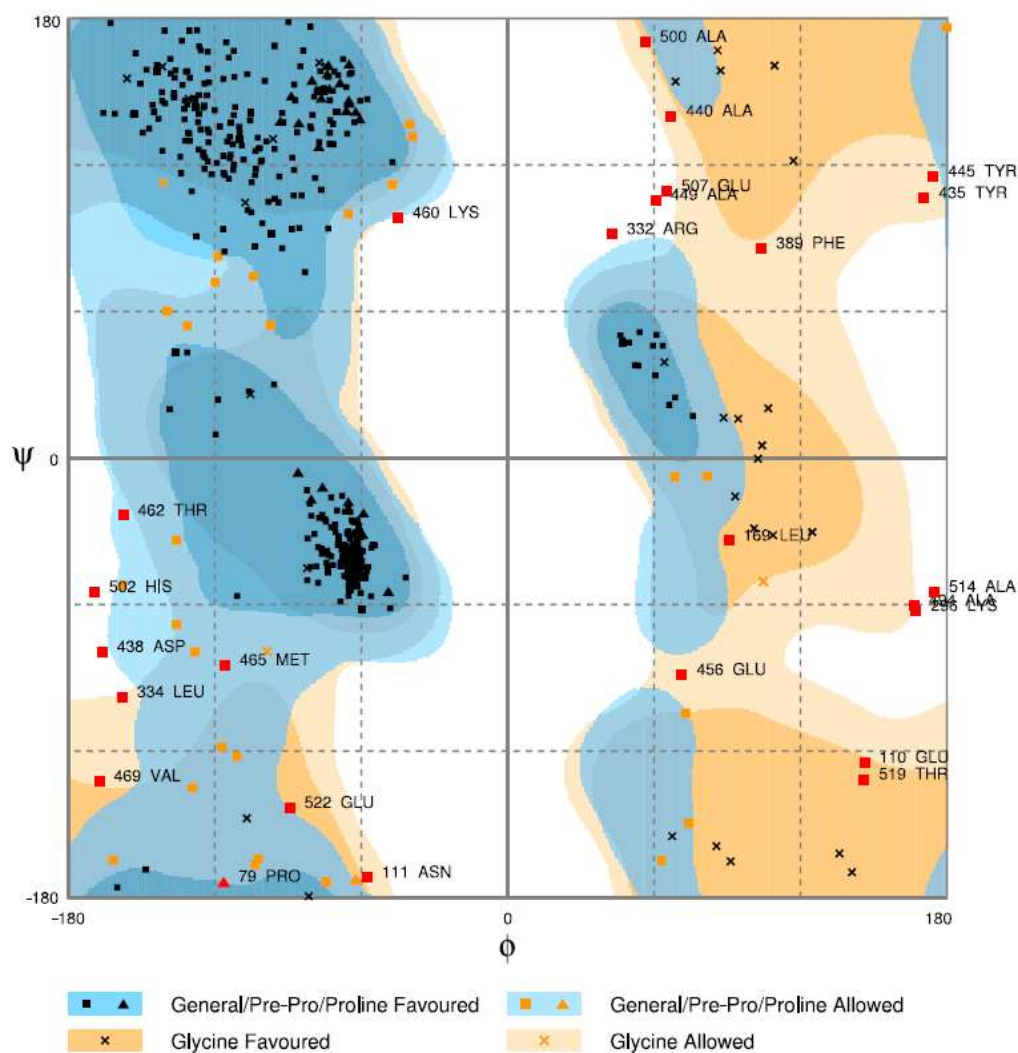 180
500 ALA
440 ALA
445 TYR
507 GLU
435 TYR
449 ALA
460 LYS
332 ARG
389 PHE
Ψ 0
462 THR
169 LEU
502 HIS
514 ALA
ALA
LYS
438 ASP
465 MET
456 GLU
334 LEU
110 GLU
469 VAL
519 THR
522 GLU
79 PRO
111 ASN
-180
-180 0 180
ϕ
General/Pre-Pro/Proline Favoured General/Pre-Pro/Proline Allowed
Glycine Favoured Glycine Allowed